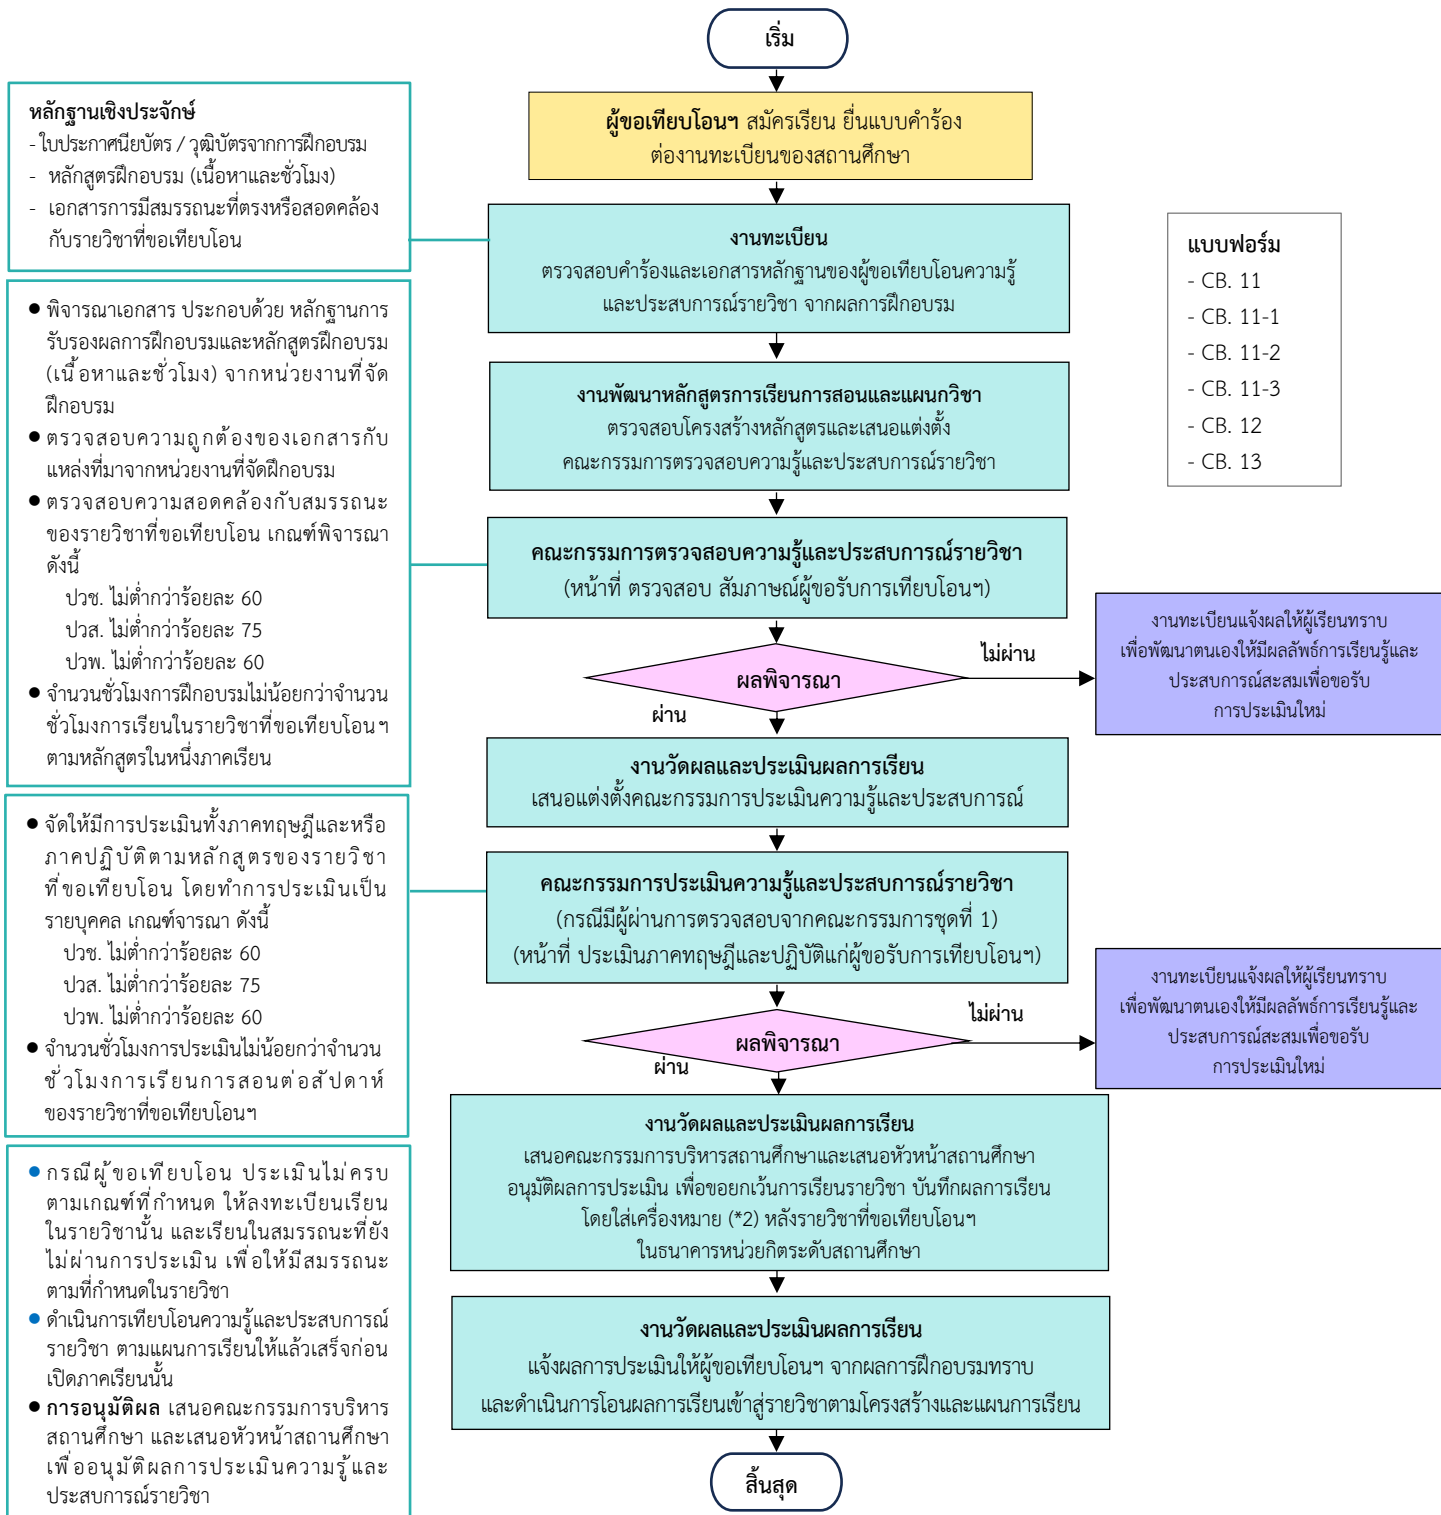 เริ่ม
ผู้ขอเทียบโอนฯ สมัครเรียน ยื่นแบบคำร้อง
ต่องานทะเบียนของสถานศึกษา
หลักฐานเชิงประจักษ์
- ใบประกาศนียบัตร / วุฒิบัตรจากการฝึกอบรม
- หลักสูตรฝึกอบรม (เนื้อหาและชั่วโมง)
- เอกสารการมีสมรรถนะที่ตรงหรือสอดคล้อง
กับรายวิชาที่ขอเทียบโอน
งานทะเบียน
ตรวจสอบคำร้องและเอกสารหลักฐานของผู้ขอเทียบโอนความรู้
และประสบการณ์รายวิชา จากผลการฝึกอบรม
แบบฟอร์ม
- CB. 11
- CB. 11-1
- CB. 11-2
- CB. 11-3
- CB. 12
- CB. 13
งานพัฒนาหลักสูตรการเรียนการสอนและแผนกวิชา
ตรวจสอบโครงสร้างหลักสูตรและเสนอแต่งตั้ง
คณะกรรมการตรวจสอบความรู้และประสบการณ์รายวิชา
● พิจารณาเอกสาร ประกอบด้วย หลักฐานการ
รับรองผลการฝึกอบรมและหลักสูตรฝึกอบรม
(เนื้อหาและชั่วโมง) จากหน่วยงานที่จัด
ฝึกอบรม
● ตรวจสอบความถูกต้องของเอกสารกับ
แหล่งที่มาจากหน่วยงานที่จัดฝึกอบรม
● ตรวจสอบความสอดคล้องกับสมรรถนะ
ของรายวิชาที่ขอเทียบโอน เกณฑ์พิจารณา
ดังนี้
ปวช. ไม่ต่ำกว่าร้อยละ 60
ปวส. ไม่ต่ำกว่าร้อยละ 75
ปวพ. ไม่ต่ำกว่าร้อยละ 60
● จำนวนชั่วโมงการฝึกอบรมไม่น้อยกว่าจำนวน
ชั่วโมงการเรียนในรายวิชาที่ขอเทียบโอนฯ
ตามหลักสูตรในหนึ่งภาคเรียน
คณะกรรมการตรวจสอบความรู้และประสบการณ์รายวิชา
(หน้าที่ ตรวจสอบ สัมภาษณ์ผู้ขอรับการเทียบโอนฯ)
ผลพิจารณา
ไม่ผ่าน
ผ่าน
งานทะเบียนแจ้งผลให้ผู้เรียนทราบ
เพื่อพัฒนาตนเองให้มีผลลัพธ์การเรียนรู้และ
ประสบการณ์สะสมเพื่อขอรับ
การประเมินใหม่
งานวัดผลและประเมินผลการเรียน
เสนอแต่งตั้งคณะกรรมการประเมินความรู้และประสบการณ์
● จัดให้มีการประเมินทั้งภาคทฤษฎีและหรือ
ภาคปฏิบัติตามหลักสูตรของรายวิชา
ที่ขอเทียบโอน โดยทำการประเมินเป็น
รายบุคคล เกณฑ์จารณา ดังนี้
ปวช. ไม่ต่ำกว่าร้อยละ 60
ปวส. ไม่ต่ำกว่าร้อยละ 75
ปวพ. ไม่ต่ำกว่าร้อยละ 60
● จำนวนชั่วโมงการประเมินไม่น้อยกว่าจำนวน
ชั่วโมงการเรียนการสอนต่อสัปดาห์
ของรายวิชาที่ขอเทียบโอนฯ
คณะกรรมการประเมินความรู้และประสบการณ์รายวิชา
(กรณีมีผู้ผ่านการตรวจสอบจากคณะกรรมการชุดที่ 1)
(หน้าที่ ประเมินภาคทฤษฎีและปฏิบัติแก่ผู้ขอรับการเทียบโอนฯ)
ผลพิจารณา
ไม่ผ่าน
ผ่าน
งานทะเบียนแจ้งผลให้ผู้เรียนทราบ
เพื่อพัฒนาตนเองให้มีผลลัพธ์การเรียนรู้และ
ประสบการณ์สะสมเพื่อขอรับ
การประเมินใหม่
งานวัดผลและประเมินผลการเรียน
เสนอคณะกรรมการบริหารสถานศึกษาและเสนอหัวหน้าสถานศึกษา
อนุมัติผลการประเมิน เพื่อขอยกเว้นการเรียนรายวิชา บันทึกผลการเรียน
โดยใส่เครื่องหมาย (*2) หลังรายวิชาที่ขอเทียบโอนฯ
ในธนาคารหน่วยกิตระดับสถานศึกษา
● กรณีผู้ขอเทียบโอน ประเมินไม่ครบ
ตามเกณฑ์ที่กำหนด ให้ลงทะเบียนเรียน
ในรายวิชานั้น และเรียนในสมรรถนะที่ยัง
ไม่ผ่านการประเมิน เพื่อให้มีสมรรถนะ
ตามที่กำหนดในรายวิชา
● ดำเนินการเทียบโอนความรู้และประสบการณ์
รายวิชา ตามแผนการเรียนให้แล้วเสร็จก่อน
เปิดภาคเรียนนั้น
● การอนุมัติผล เสนอคณะกรรมการบริหาร
สถานศึกษา และเสนอหัวหน้าสถานศึกษา
เพื่ออนุมัติผลการประเมินความรู้และ
ประสบการณ์รายวิชา
งานวัดผลและประเมินผลการเรียน
แจ้งผลการประเมินให้ผู้ขอเทียบโอนฯ จากผลการฝึกอบรมทราบ
และดำเนินการโอนผลการเรียนเข้าสู่รายวิชาตามโครงสร้างและแผนการเรียน
สิ้นสุด